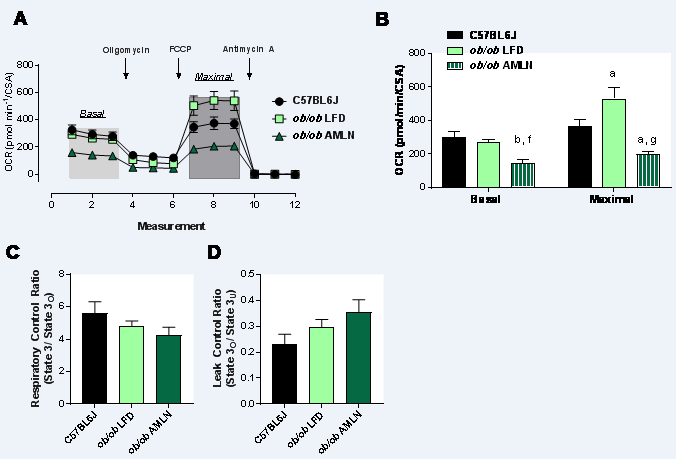 A
Oligomycin FCCP Antimycin A
OCR (pmol min⁻¹/CSA)
800
600
400
200
0
Basal
Maximal
C57BL6J
ob/ob LFD
ob/ob AMLN
0 2 4 6 8 10 12
Measurement
B
C57BL6J
ob/ob LFD
ob/ob AMLN
OCR (pmol/min/CSA)
800
600
400
200
0
b, f
a
a, g
Basal Maximal
C
Respiratory Control Ratio
(State 3/ State 3O)
8
6
4
2
0
C57BL6J
ob/ob LFD
ob/ob AMLN
D
Leak Control Ratio
(State 3O/ State 3U)
0.5
0.4
0.3
0.2
0.1
0.0
C57BL6J
ob/ob LFD
ob/ob AMLN